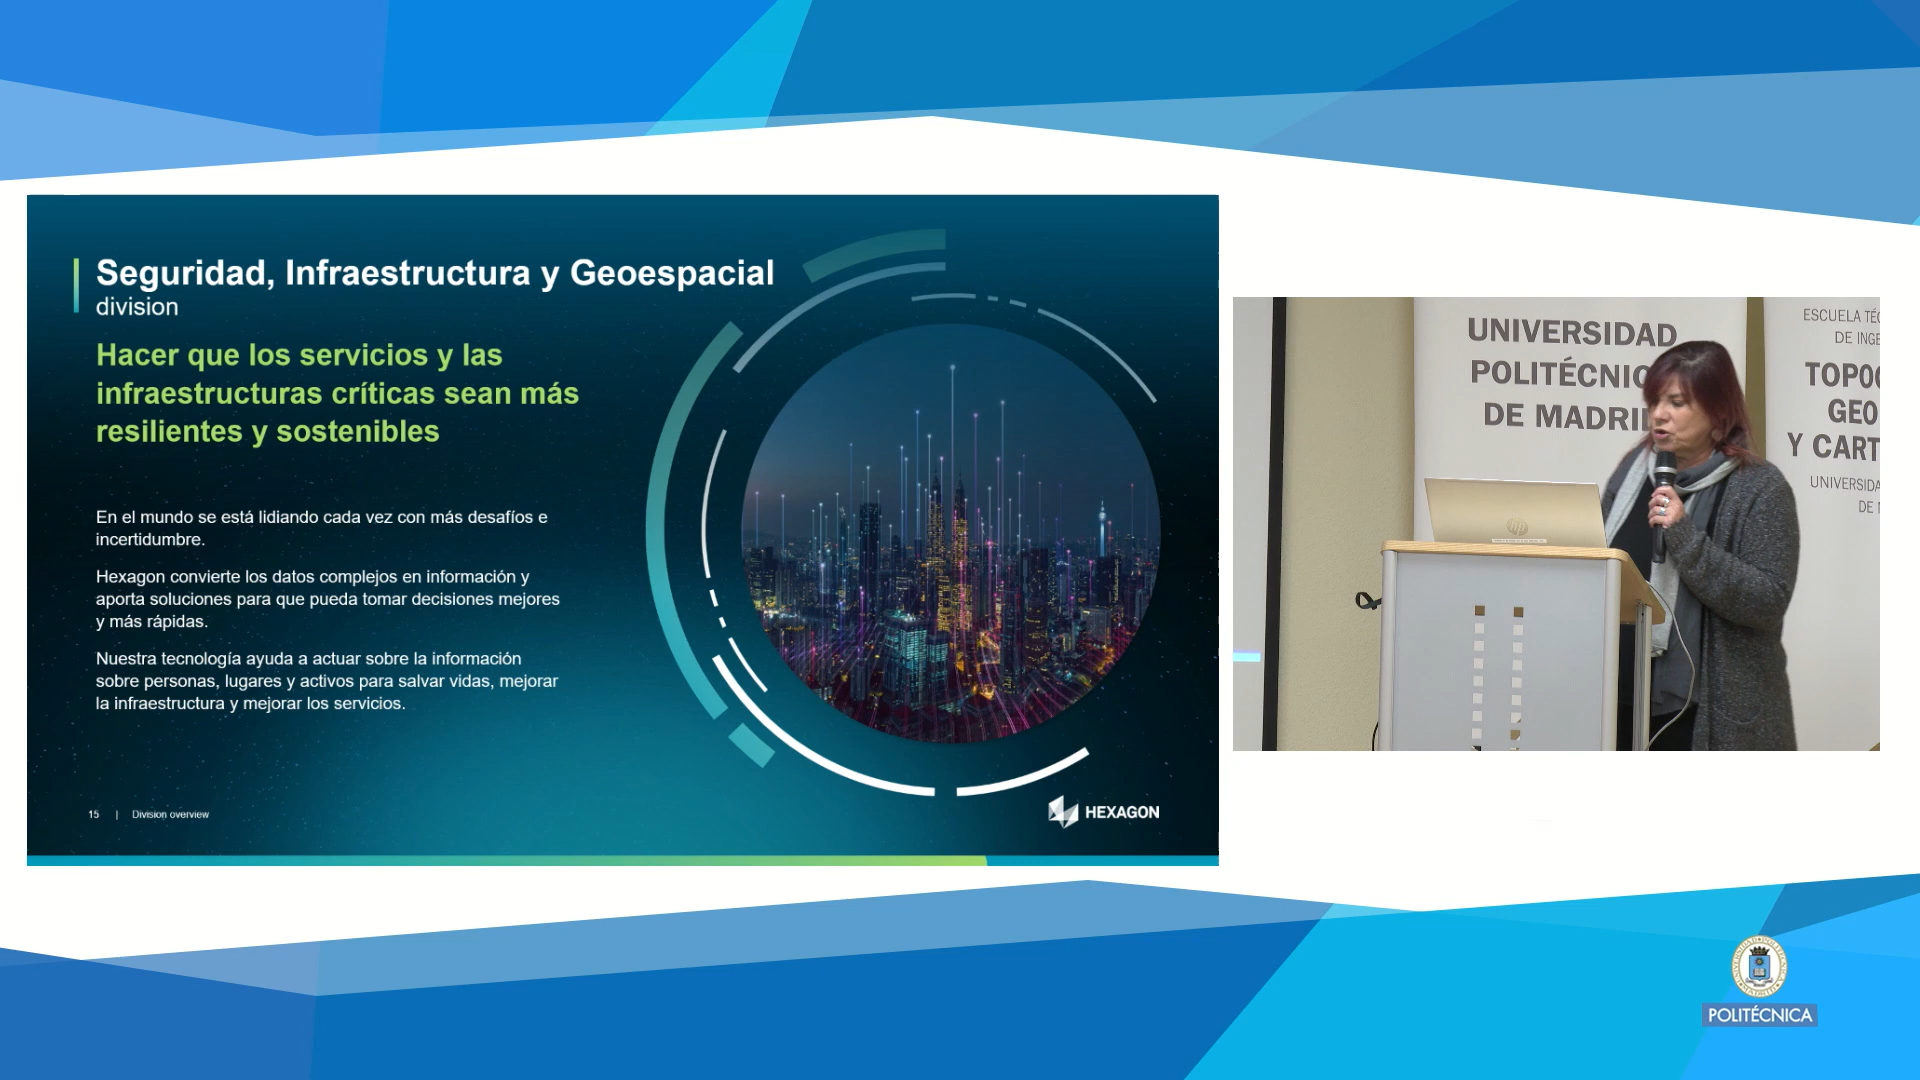 Seguridad, Infraestructura y Geoespacial
division
Hacer que los servicios y las
infraestructuras críticas sean más
resilientes y sostenibles
En el mundo se está lidiando cada vez con más desafíos e
incertidumbre.
Hexagon convierte los datos complejos en información y
aporta soluciones para que pueda tomar decisiones mejores
y más rápidas.
Nuestra tecnología ayuda a actuar sobre la información
sobre personas, lugares y activos para salvar vidas, mejorar
la infraestructura y mejorar los servicios.
15 | Division overview
HEXAGON
UNIVERSIDAD
POLITÉCNIC
DE MADRI
ESCUELA TÉC
DE INGE
TOPOG
GEO
Y CART
UNIVERSIDA
DE
hp
POLITÉCNICA